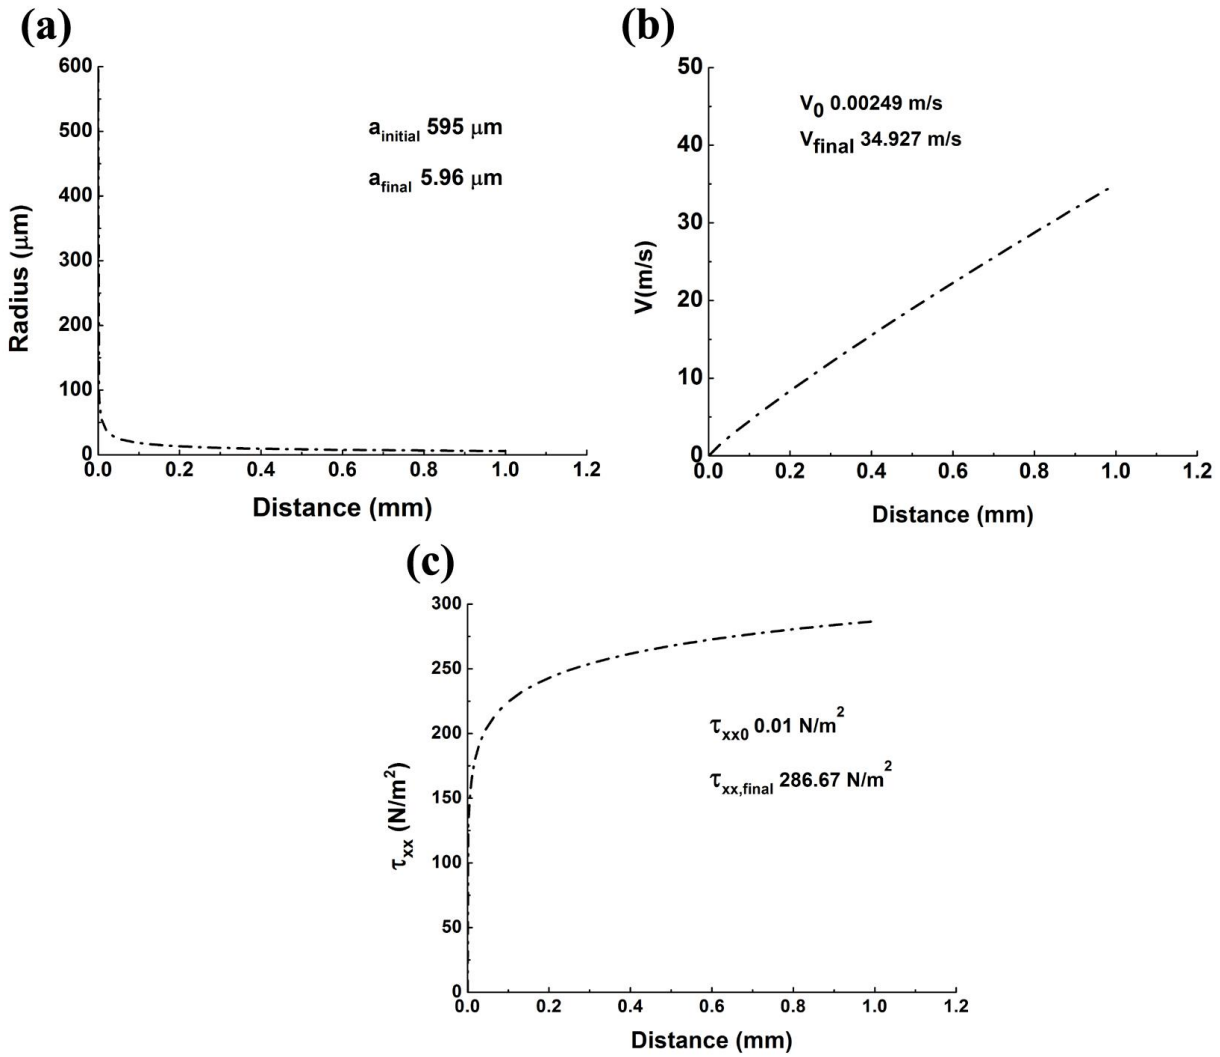 (a)
600
500
400
300
200
100
0
0.0 0.2 0.4 0.6 0.8 1.0 1.2
Radius (μm)
Distance (mm)
a_initial 595 μm
a_final 5.96 μm
(b)
50
40
30
20
10
0
0.0 0.2 0.4 0.6 0.8 1.0 1.2
V(m/s)
Distance (mm)
V_0 0.00249 m/s
V_final 34.927 m/s
(c)
300
250
200
150
100
50
0
0.0 0.2 0.4 0.6 0.8 1.0 1.2
τ_xx (N/m²)
Distance (mm)
τ_xx0 0.01 N/m²
τ_xx,final 286.67 N/m²